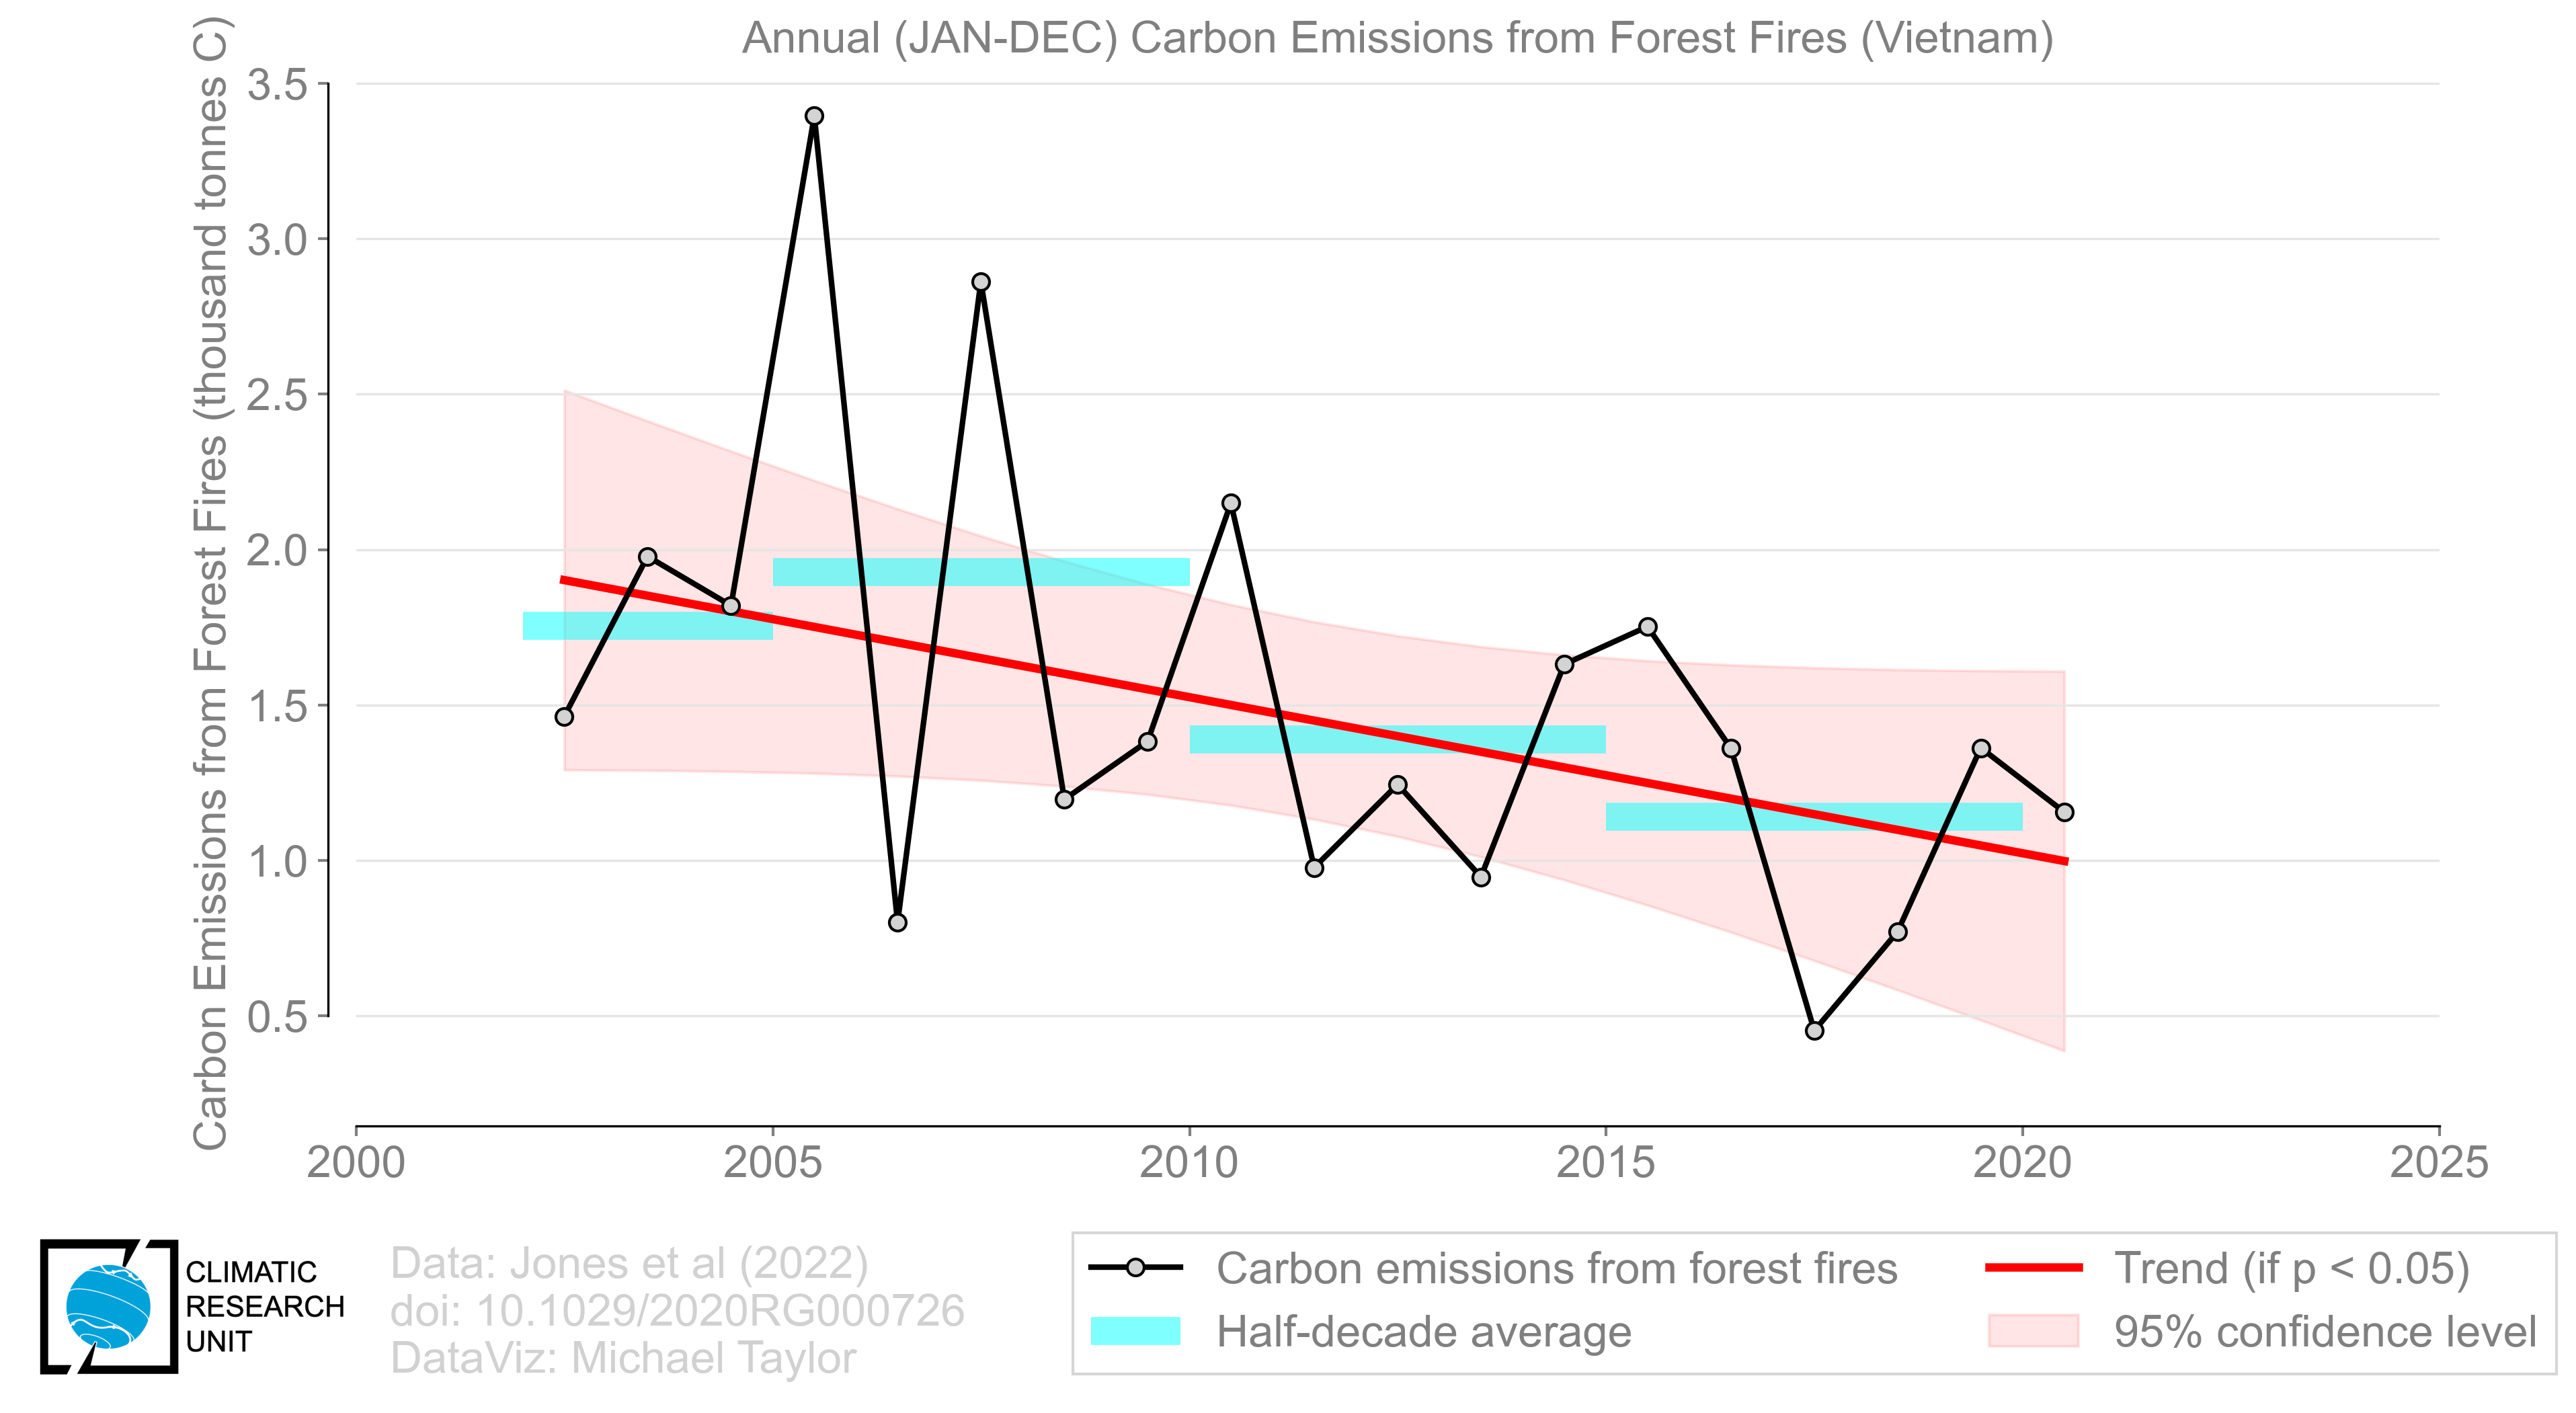 Annual (JAN-DEC) Carbon Emissions from Forest Fires (Vietnam)
Carbon Emissions from Forest Fires (thousand tonnes C)
3.5
3.0
2.5
2.0
1.5
1.0
0.5
2000
2005
2010
2015
2020
2025
CLIMATIC
RESEARCH
UNIT
Data: Jones et al (2022)
doi: 10.1029/2020RG000726
DataViz: Michael Taylor
Carbon emissions from forest fires
Half-decade average
Trend (if p < 0.05)
95% confidence level